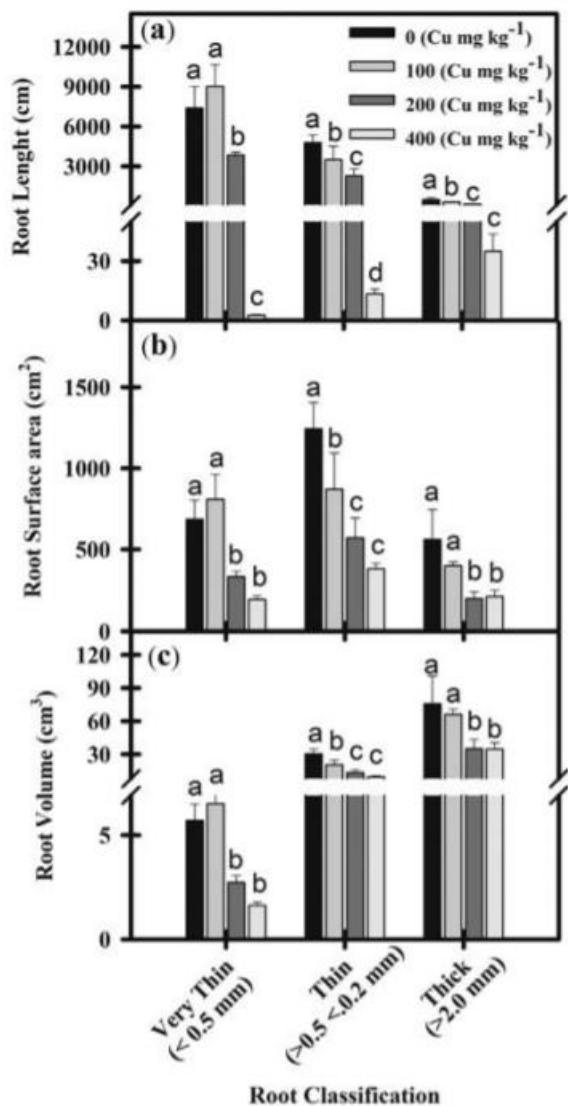 (a)
0 (Cu mg kg⁻¹)
100 (Cu mg kg⁻¹)
200 (Cu mg kg⁻¹)
400 (Cu mg kg⁻¹)
Root Lenght (cm)
12000
9000
6000
3000
30
0
a a b c
a b c d
a b c c
(b)
Root Surface area (cm²)
1500
1000
500
0
a a b b
a b c c
a a b b
(c)
Root Volume (cm³)
120
90
60
30
5
0
a a b b
a b c c
a a b b
Very Thin
(< 0.5 mm)
Thin
(>0.5 <,0.2 mm)
Thick
(>2.0 mm)
Root Classification